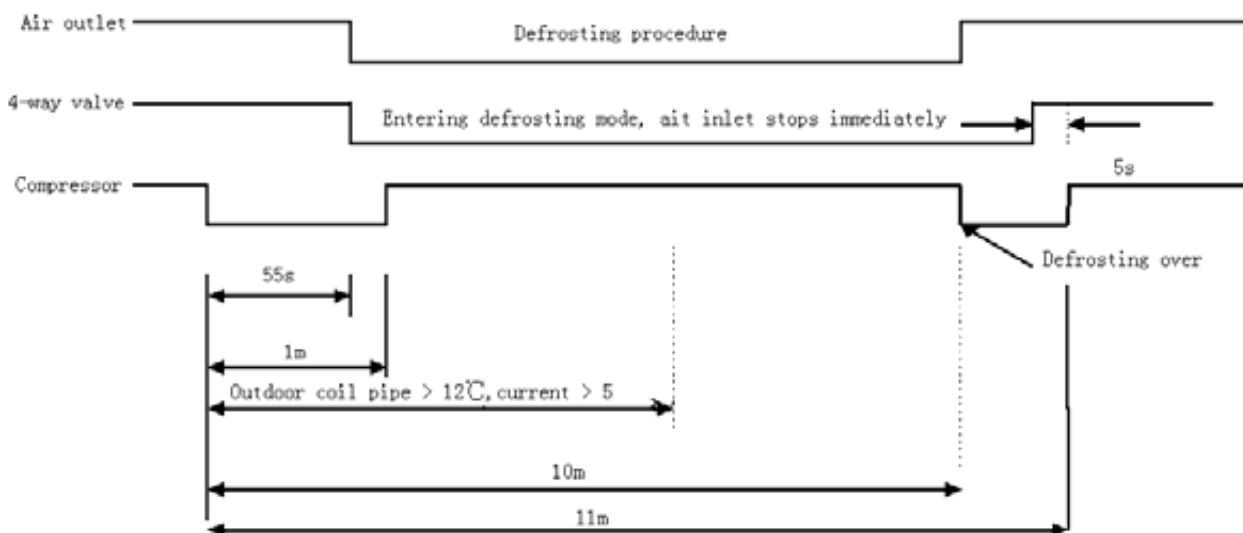 Air outlet
Defrosting procedure
4-way valve
Entering defrosting mode, ait inlet stops immediately
Compressor
5s
Defrosting over
55s
1m
Outdoor coil pipe > 12℃,current > 5
10m
11m